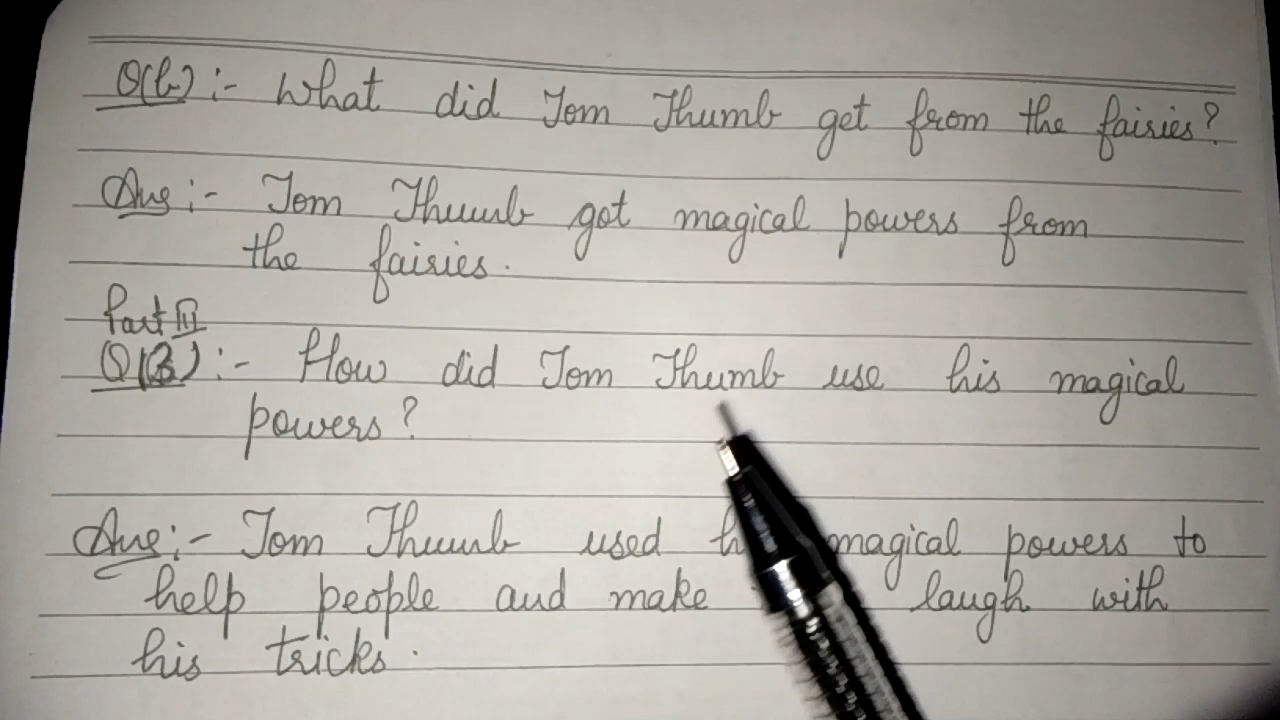 Q(b) :- What did Tom Thumb get from the fairies?
Ans :- Tom Thumb got magical powers from
the fairies.
Part III
Q(B) :- How did Tom Thumb use his magical
powers?
Ans :- Tom Thumb used magical powers to
help people and make laugh with
his tricks.